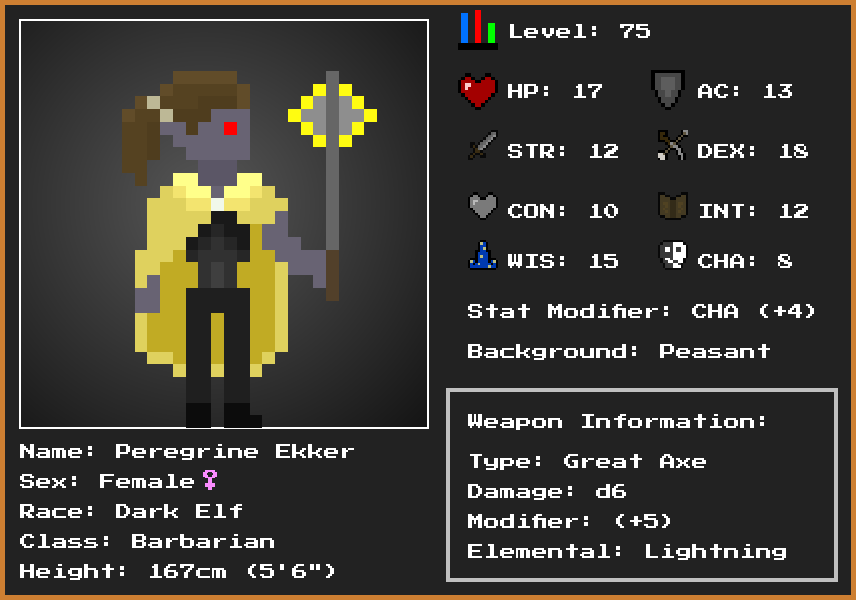 Level: 75
HP: 17 AC: 13
STR: 12 DEX: 18
CON: 10 INT: 12
WIS: 15 CHA: 8
Stat Modifier: CHA (+4)
Background: Peasant
Weapon Information:
Type: Great Axe
Damage: d6
Modifier: (+5)
Elemental: Lightning
Name: Peregrine Ekker
Sex: Female♀
Race: Dark Elf
Class: Barbarian
Height: 167cm (5'6")